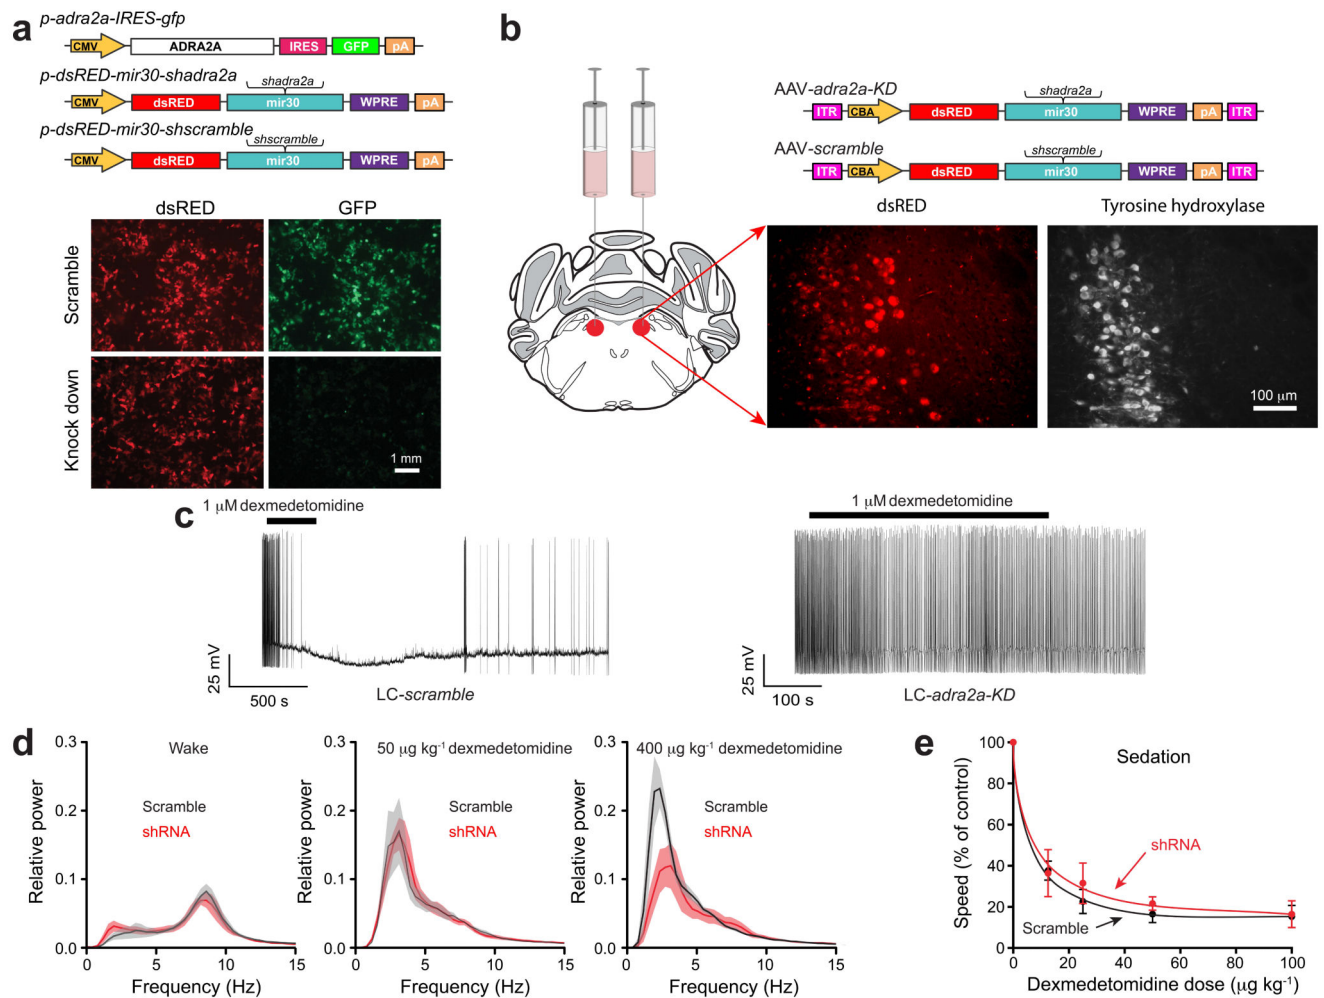 a
p-adra2a-IRES-gfp
CMV ADRA2A IRES GFP pA
p-dsRED-mir30-shadra2a
shadra2a
CMV dsRED mir30 WPRE pA
p-dsRED-mir30-shscramble
shscramble
CMV dsRED mir30 WPRE pA
dsRED GFP
Scramble
Knock down
1 mm
b
AAV-adra2a-KD
shadra2a
ITR CBA dsRED mir30 WPRE pA ITR
AAV-scramble
shscramble
ITR CBA dsRED mir30 WPRE pA ITR
dsRED Tyrosine hydroxylase
100 μm
c
1 μM dexmedetomidine
25 mV
500 s
LC-scramble
1 μM dexmedetomidine
25 mV
100 s
LC-adra2a-KD
d
Wake
Scramble
shRNA
Relative power
0.3
0.2
0.1
0.0
0 5 10 15
Frequency (Hz)
50 μg kg-1 dexmedetomidine
Scramble
shRNA
Relative power
0.3
0.2
0.1
0.0
0 5 10 15
Frequency (Hz)
400 μg kg-1 dexmedetomidine
Scramble
shRNA
Relative power
0.3
0.2
0.1
0.0
0 5 10 15
Frequency (Hz)
e
Sedation
shRNA
Scramble
Speed (% of control)
100
80
60
40
20
0
0 20 40 60 80 100
Dexmedetomidine dose (μg kg-1)